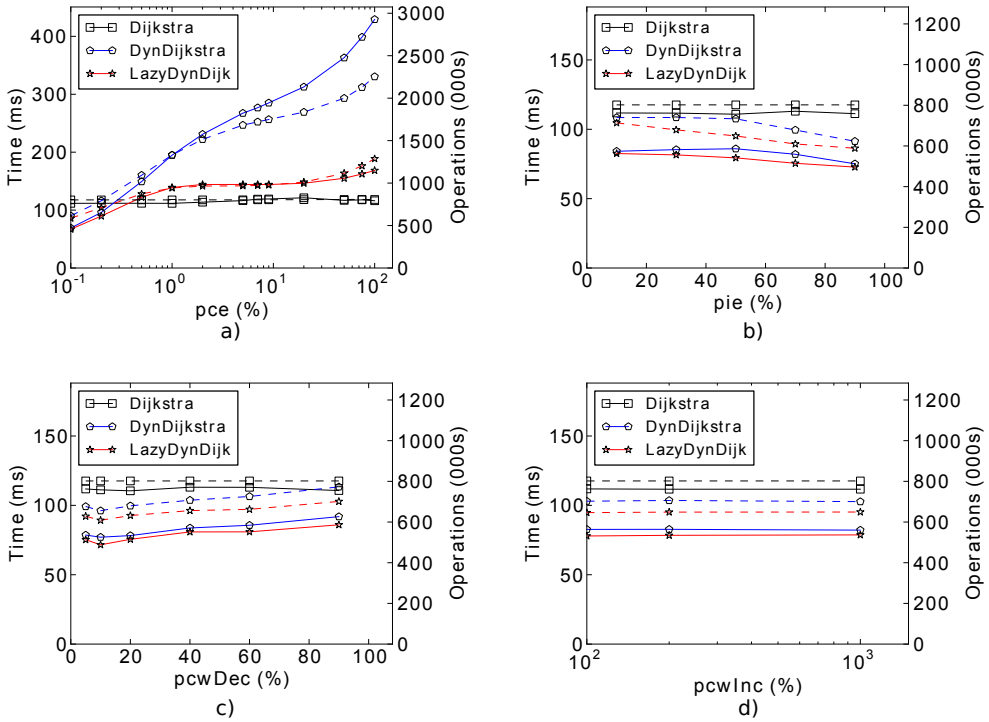 Dijkstra
DynDijkstra
LazyDynDijk
Time (ms)
0
100
200
300
400
Operations (000s)
0
500
1000
1500
2000
2500
3000
10^-1
10^0
10^1
10^2
pce (%)
a)
Dijkstra
DynDijkstra
LazyDynDijk
Time (ms)
0
50
100
150
Operations (000s)
0
200
400
600
800
1000
1200
0
20
40
60
80
100
pie (%)
b)
Dijkstra
DynDijkstra
LazyDynDijk
Time (ms)
0
50
100
150
Operations (000s)
0
200
400
600
800
1000
1200
0
20
40
60
80
100
pcwDec (%)
c)
Dijkstra
DynDijkstra
LazyDynDijk
Time (ms)
0
50
100
150
Operations (000s)
0
200
400
600
800
1000
1200
10^2
10^3
pcwInc (%)
d)